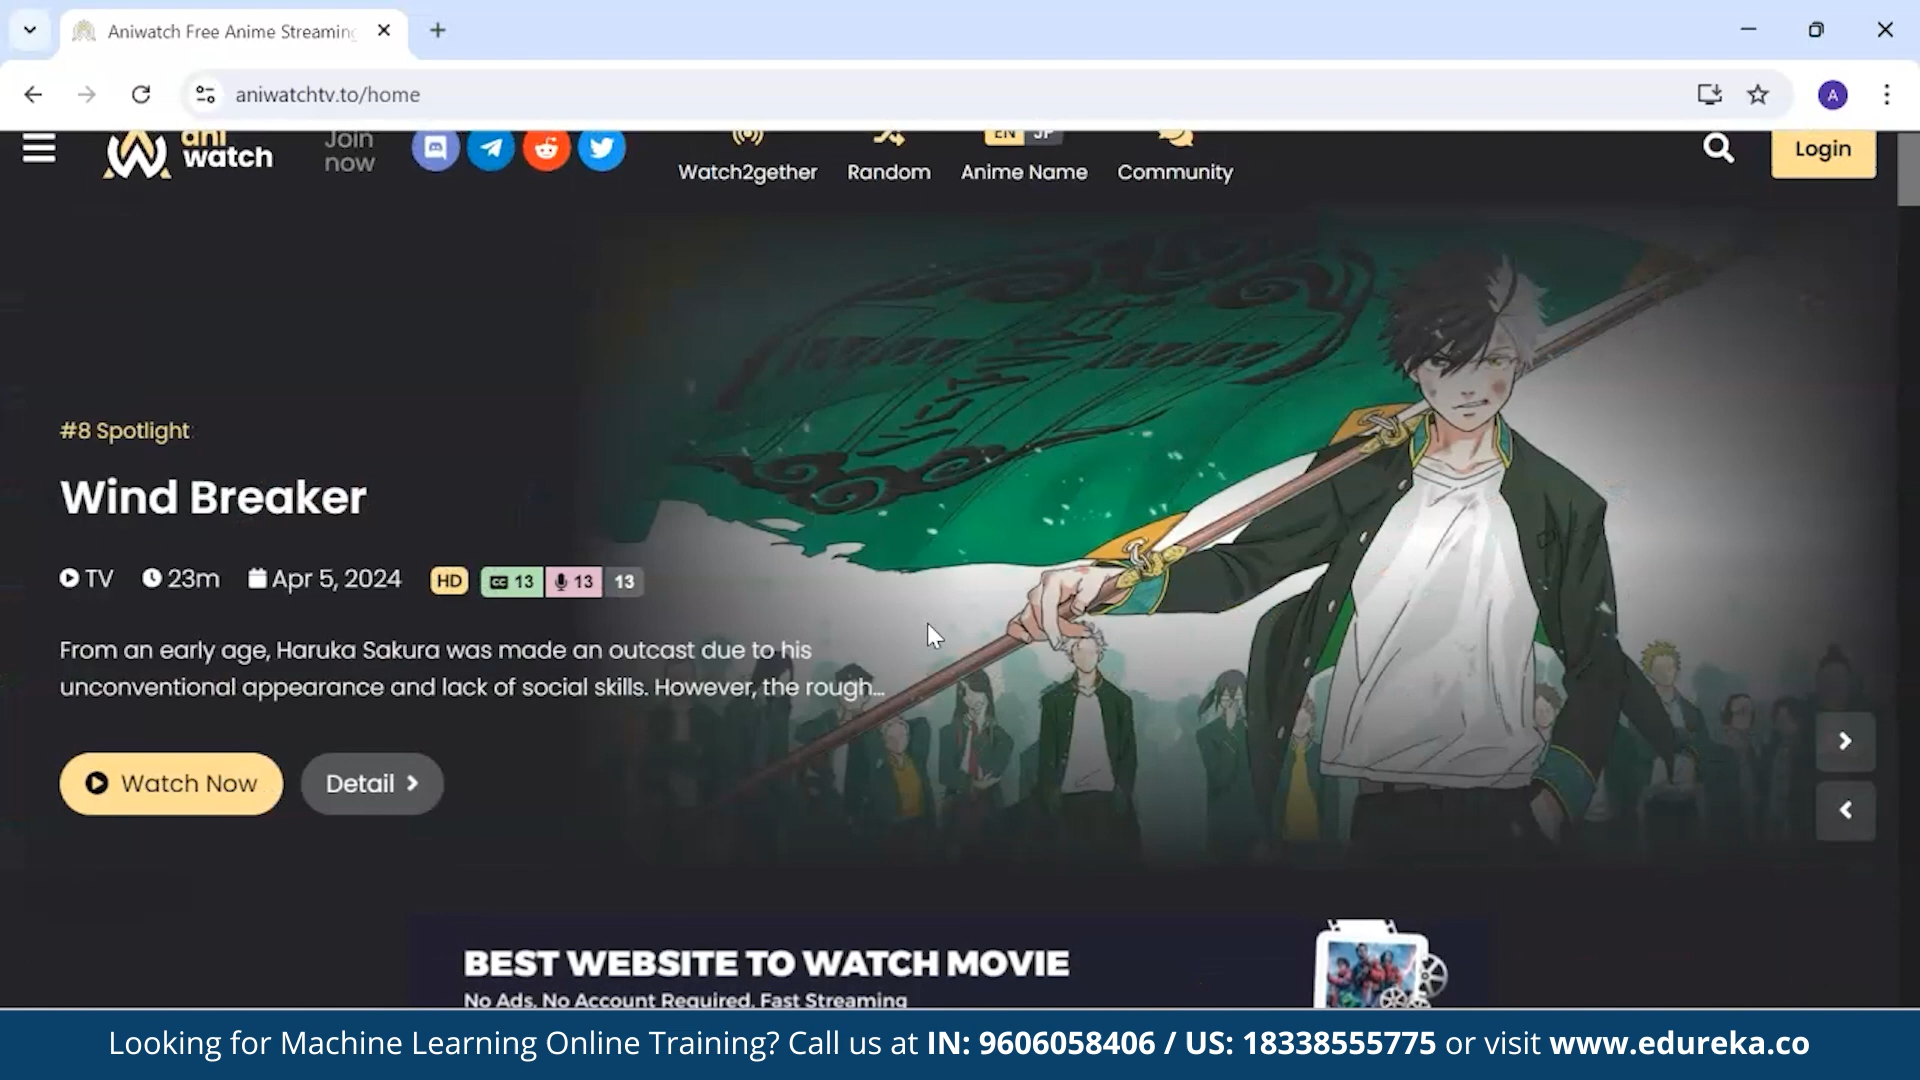 Aniwatch Free Anime Streaming
aniwatchtv.to/home
A
ani
watch
Join
now
Watch2gether
Random
EN JP
Anime Name
Community
Login
#8 Spotlight
Wind Breaker
TV 23m Apr 5, 2024 HD CC 13 13 13
From an early age, Haruka Sakura was made an outcast due to his
unconventional appearance and lack of social skills. However, the rough...
Watch Now
Detail
BEST WEBSITE TO WATCH MOVIE
No Ads, No Account Required, Fast Streaming
Looking for Machine Learning Online Training? Call us at IN: 9606058406 / US: 18338555775 or visit www.edureka.co